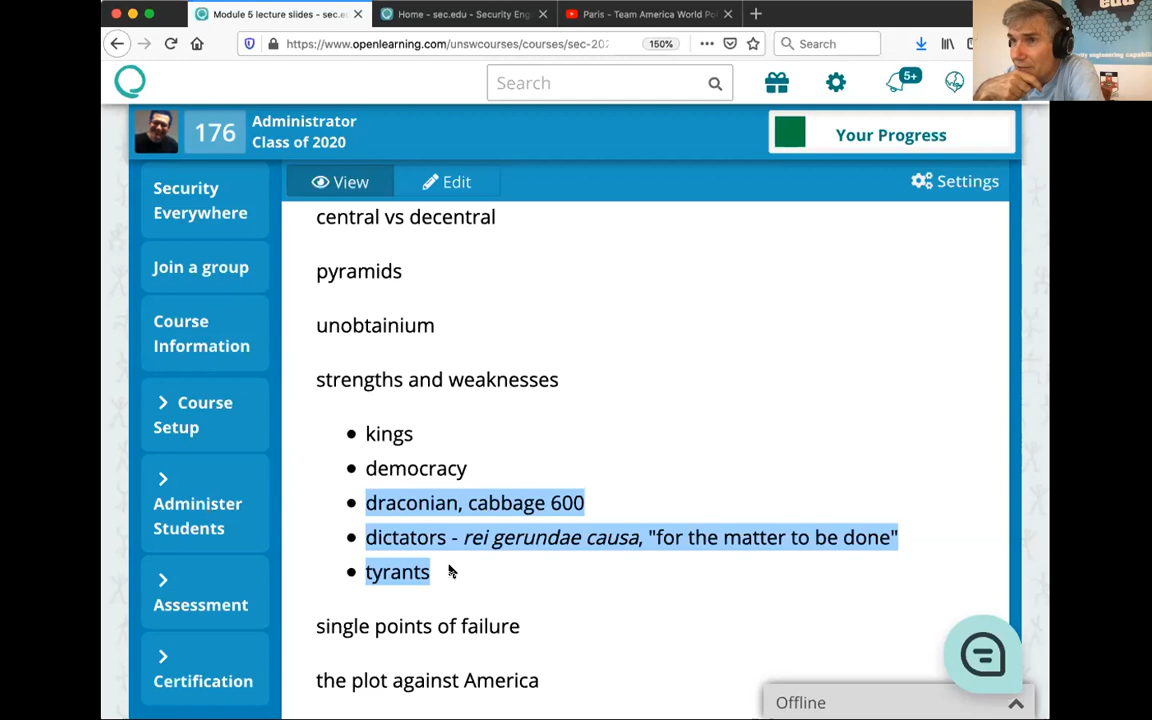 Module 5 lecture slides - sec.e
Home - sec.edu - Security Eng
Paris - Team America World Po
https://www.openlearning.com/unswcourses/courses/sec-202
150%
Search
Search
5+
176
Administrator
Class of 2020
Your Progress
View
Edit
Settings
Security
Everywhere
Join a group
Course
Information
Course
Setup
Administer
Students
Assessment
Certification
central vs decentral
pyramids
unobtainium
strengths and weaknesses
kings
democracy
draconian, cabbage 600
dictators - rei gerundae causa, "for the matter to be done"
tyrants
single points of failure
the plot against America
Offline